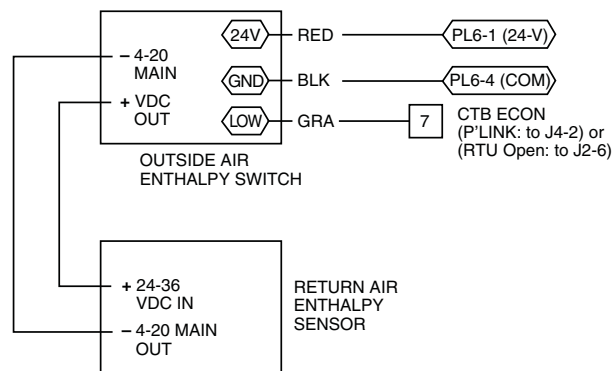 24V RED PL6-1 (24-V)
– 4-20
MAIN
GND BLK PL6-4 (COM)
+ VDC
OUT
LOW GRA 7 CTB ECON
(P'LINK: to J4-2) or
(RTU Open: to J2-6)
OUTSIDE AIR
ENTHALPY SWITCH
+ 24-36
VDC IN
– 4-20 MAIN
OUT
RETURN AIR
ENTHALPY
SENSOR